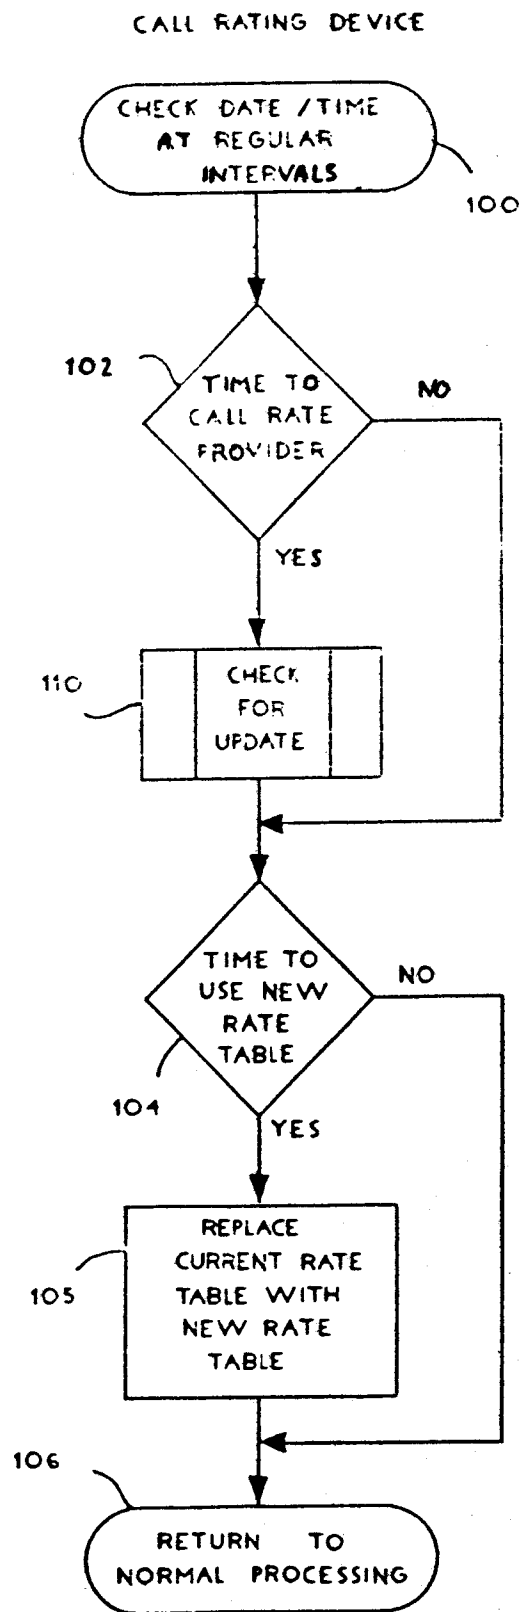 CALL RATING DEVICE
CHECK DATE / TIME
AT REGULAR
INTERVALS
100
102
TIME TO
CALL RATE
PROVIDER
NO
YES
110
CHECK
FOR
UPDATE
TIME TO
USE NEW
RATE
TABLE
NO
104
YES
REPLACE
CURRENT RATE
TABLE WITH
NEW RATE
TABLE
105
106
RETURN TO
NORMAL PROCESSING